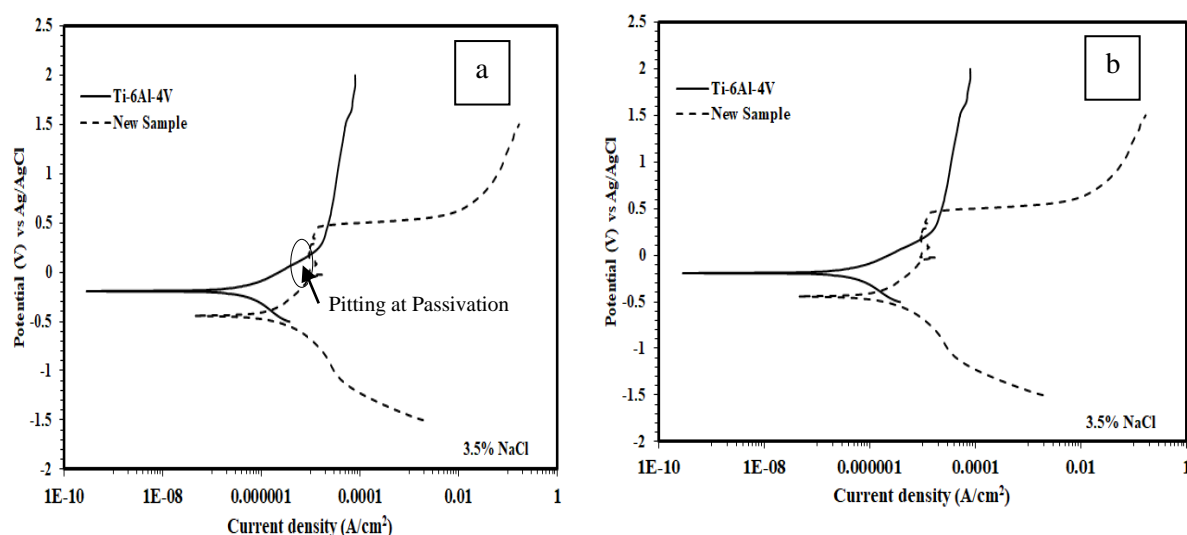 a
Ti-6Al-4V
New Sample
Potential (V) vs Ag/AgCl
2.5
2
1.5
1
0.5
0
-0.5
-1
-1.5
-2
Pitting at Passivation
3.5% NaCl
1E-10 1E-08 0.000001 0.0001 0.01 1
Current density (A/cm²)
b
Ti-6Al-4V
New Sample
Potential (V) vs Ag/AgCl
2.5
2
1.5
1
0.5
0
-0.5
-1
-1.5
-2
3.5% NaCl
1E-10 1E-08 0.000001 0.0001 0.01 1
Current density (A/cm²)